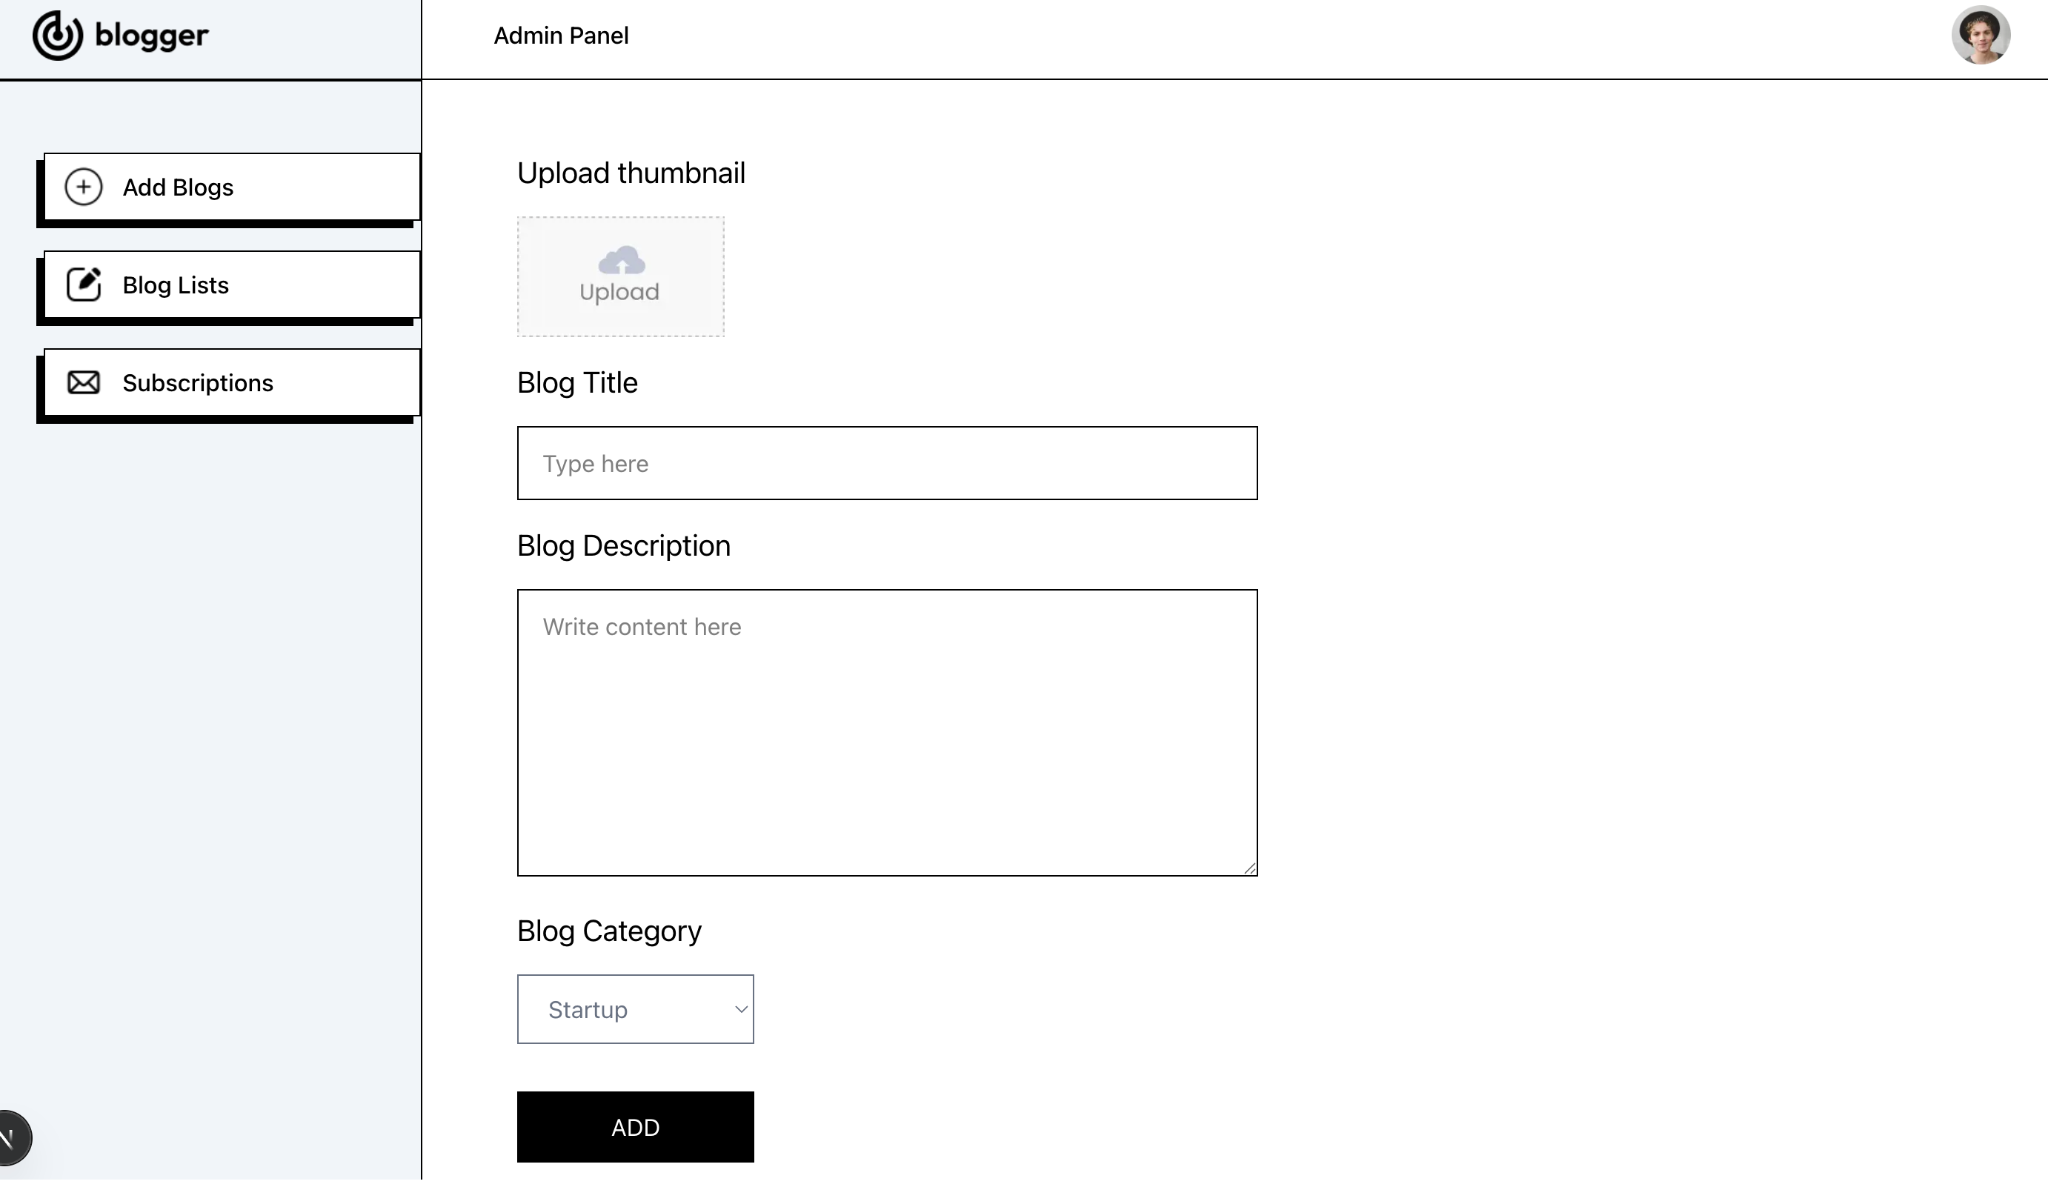 blogger
Admin Panel
Add Blogs
Blog Lists
Subscriptions
Upload thumbnail
Upload
Blog Title
Type here
Blog Description
Write content here
Blog Category
Startup
ADD
N